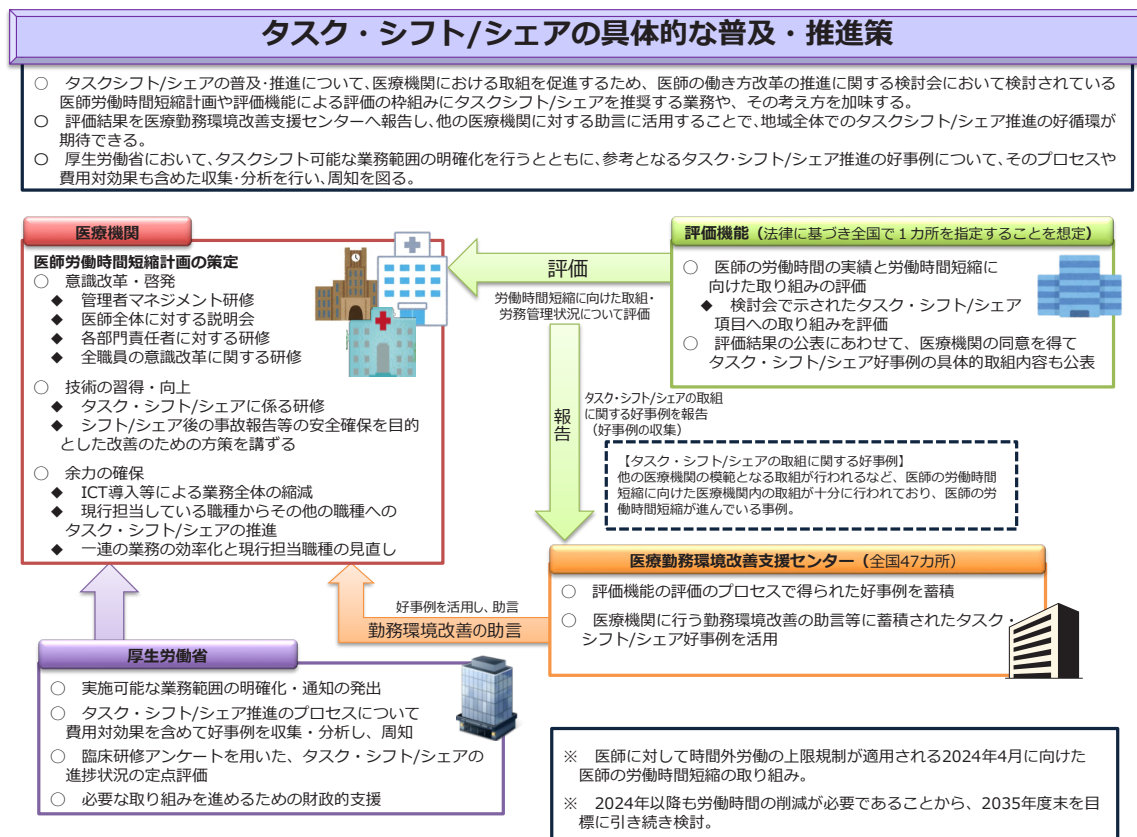 タスク・シフト/シェアの具体的な普及・推進策
○ タスクシフト/シェアの普及・推進について、医療機関における取組を促進するため、医師の働き方改革の推進に関する検討会において検討されている
医師労働時間短縮計画や評価機能による評価の枠組みにタスクシフト/シェアを推奨する業務や、その考え方を加味する。
○ 評価結果を医療勤務環境改善支援センターへ報告し、他の医療機関に対する助言に活用することで、地域全体でのタスクシフト/シェア推進の好循環が
期待できる。
○ 厚生労働省において、タスクシフト可能な業務範囲の明確化を行うとともに、参考となるタスク・シフト/シェア推進の好事例について、そのプロセスや
費用対効果も含めた収集・分析を行い、周知を図る。
医療機関
医師労働時間短縮計画の策定
○ 意識改革・啓発
◆ 管理者マネジメント研修
◆ 医師全体に対する説明会
◆ 各部門責任者に対する研修
◆ 全職員の意識改革に関する研修
○ 技術の習得・向上
◆ タスク・シフト/シェアに係る研修
◆ シフト/シェア後の事故報告等の安全確保を目的
とした改善のための方策を講ずる
○ 余力の確保
◆ ICT導入等による業務全体の縮減
◆ 現行担当している職種からその他の職種への
タスク・シフト/シェアの推進
◆ 一連の業務の効率化と現行担当職種の見直し
評価
労働時間短縮に向けた取組・
労務管理状況について評価
評価機能（法律に基づき全国で１カ所を指定することを想定）
○ 医師の労働時間の実績と労働時間短縮に
向けた取り組みの評価
◆ 検討会で示されたタスク・シフト/シェア
項目への取り組みを評価
○ 評価結果の公表にあわせて、医療機関の同意を得て
タスク・シフト/シェア好事例の具体的取組内容も公表
報告
タスク・シフト/シェアの取組
に関する好事例を報告
（好事例の収集）
【タスク・シフト/シェアの取組に関する好事例】
他の医療機関の模範となる取組が行われるなど、医師の労働時間
短縮に向けた医療機関内の取組が十分に行われており、医師の労
働時間短縮が進んでいる事例。
医療勤務環境改善支援センター（全国47カ所）
○ 評価機能の評価のプロセスで得られた好事例を蓄積
○ 医療機関に行う勤務環境改善の助言等に蓄積されたタスク・
シフト/シェア好事例を活用
好事例を活用し、助言
勤務環境改善の助言
厚生労働省
○ 実施可能な業務範囲の明確化・通知の発出
○ タスク・シフト/シェア推進のプロセスについて
費用対効果を含めて好事例を収集・分析し、周知
○ 臨床研修アンケートを用いた、タスク・シフト/シェアの
進捗状況の定点評価
○ 必要な取り組みを進めるための財政的支援
※ 医師に対して時間外労働の上限規制が適用される2024年4月に向けた
医師の労働時間短縮の取り組み。
※ 2024年以降も労働時間の削減が必要であることから、2035年度末を目
標に引き続き検討。